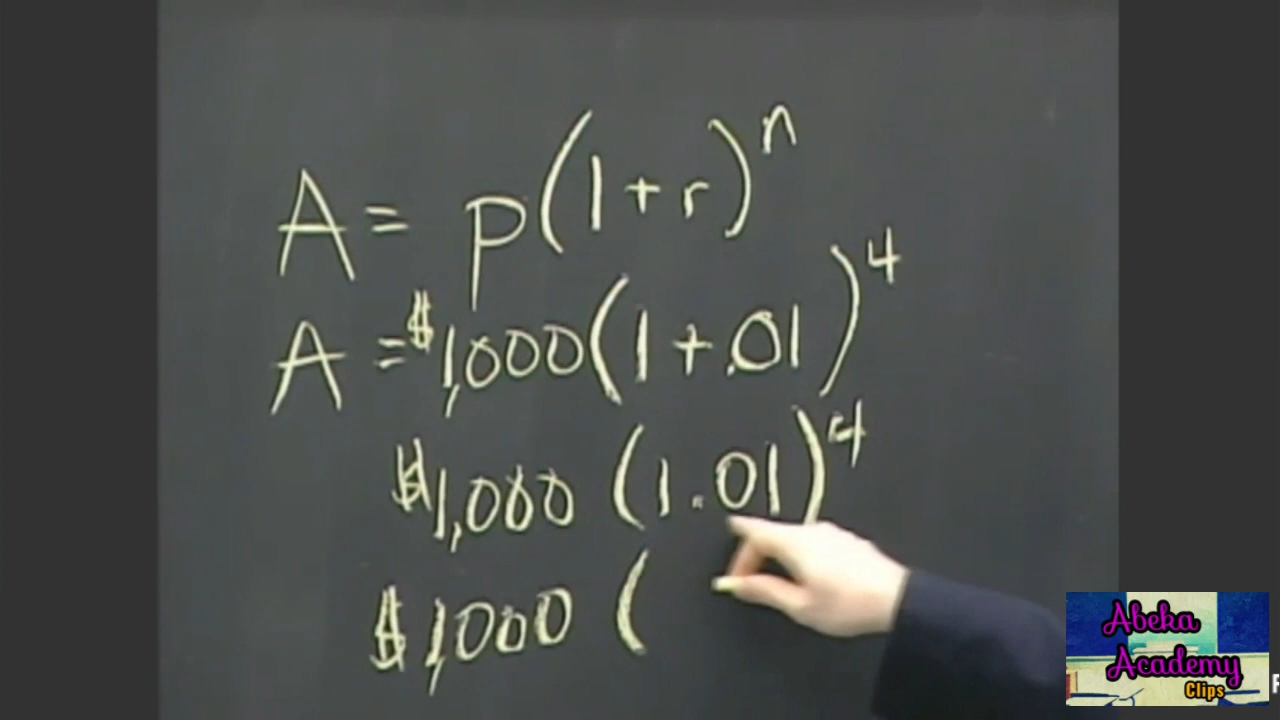 A = p(1 + r)^n
A = $1,000(1 + .01)^4
$1,000 (1.01)^4
$1,000 (
Abeka
Academy
Clips
F